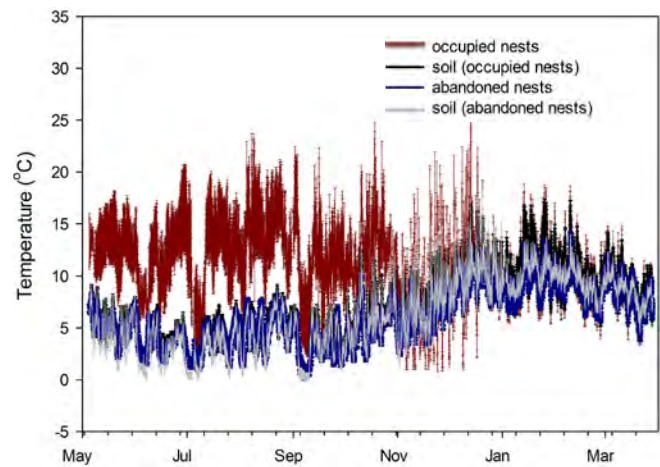 35
30
25
20
15
10
5
0
-5
Temperature (°C)
occupied nests
soil (occupied nests)
abandoned nests
soil (abandoned nests)
May Jul Sep Nov Jan Mar